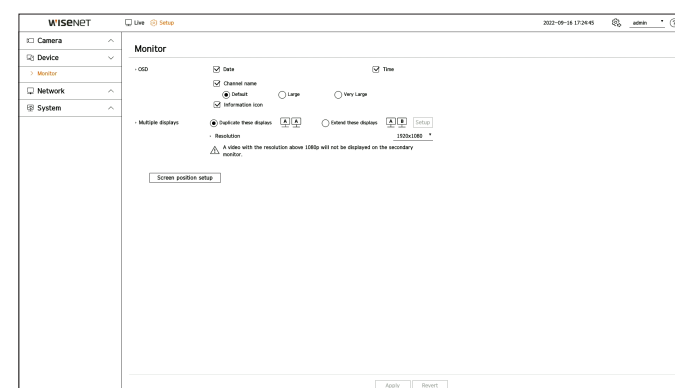 WISENET
Live Setup
2022-09-16 17:24:45
admin
Camera
Device
Monitor
Network
System
Monitor
OSD
Date
Time
Channel name
Default
Large
Very Large
Information icon
Multiple displays
Duplicate these displays
A A
Extend these displays
A B
Setup
Resolution
1920x1080
A video with the resolution above 1080p will not be displayed on the secondary
monitor.
Screen position setup
Apply
Revert